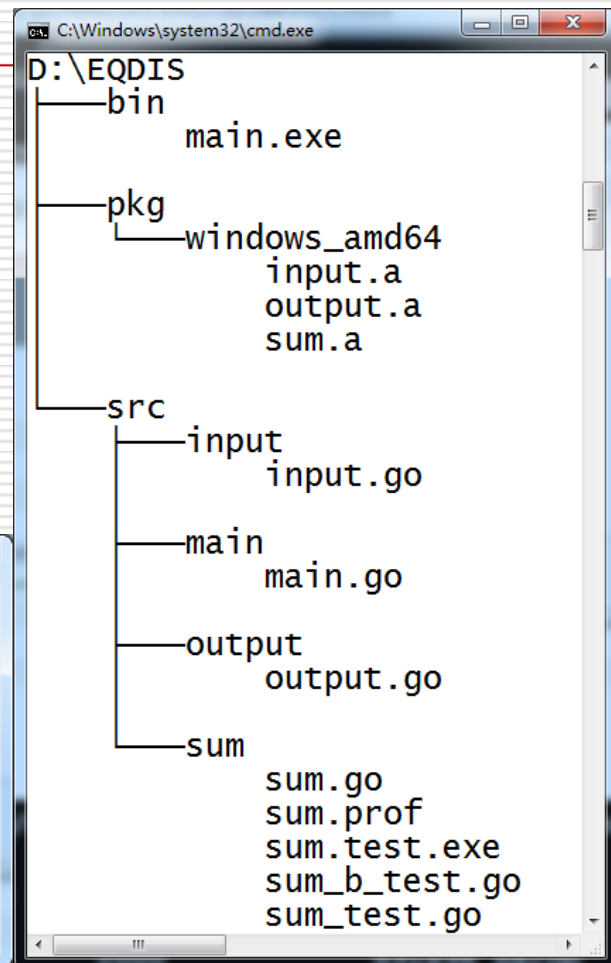 C:\Windows\system32\cmd.exe
D:\EQDIS
├───bin
│       main.exe
│
├───pkg
│   └───windows_amd64
│           input.a
│           output.a
│           sum.a
│
└───src
    ├───input
    │       input.go
    │
    ├───main
    │       main.go
    │
    ├───output
    │       output.go
    │
    └───sum
            sum.go
            sum.prof
            sum.test.exe
            sum_b_test.go
            sum_test.go